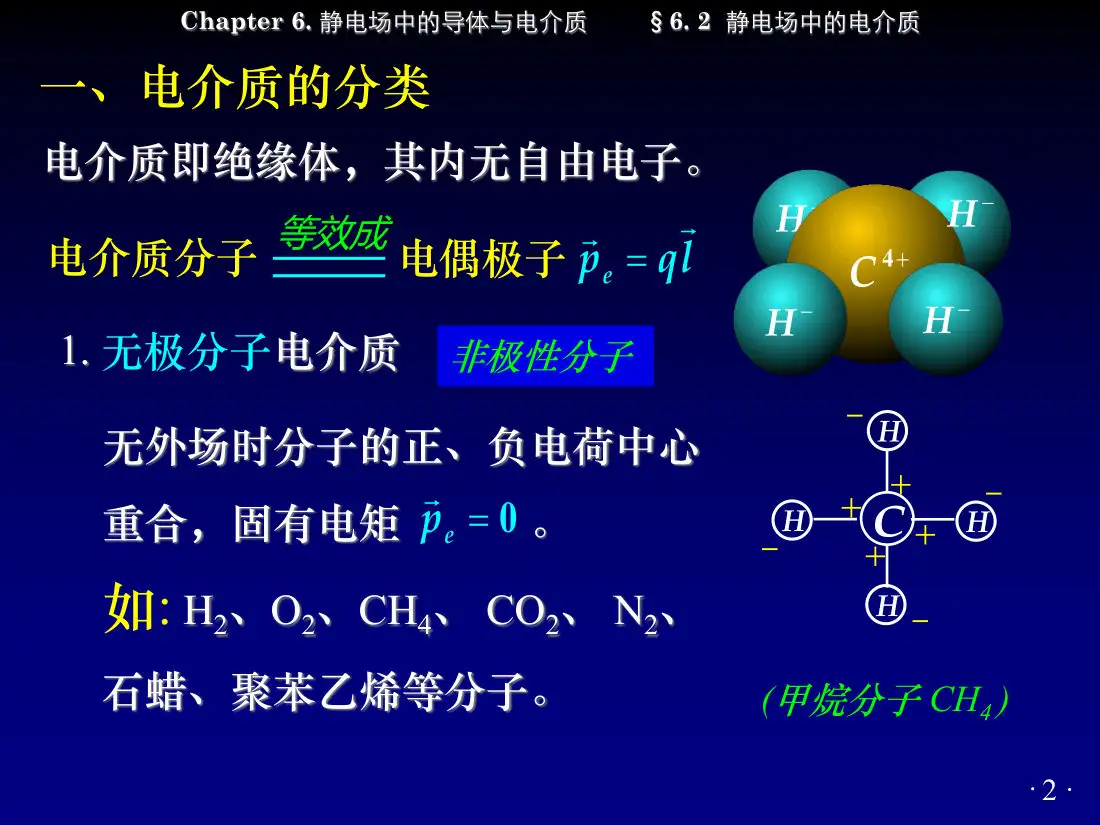 Chapter 6. 静电场中的导体与电介质 §6. 2 静电场中的电介质
一、电介质的分类
电介质即绝缘体，其内无自由电子。
电介质分子 等效成 电偶极子 p⃗ₑ = q l⃗
1. 无极分子电介质 非极性分子
无外场时分子的正、负电荷中心
重合，固有电矩 p⃗ₑ = 0 。
如: H₂、O₂、CH₄、 CO₂、 N₂、
石蜡、聚苯乙烯等分子。
H H⁻
C⁴⁺
H⁻ H⁻
− H
H + C + H −
− + +
H −
(甲烷分子 CH₄)
· 2 ·